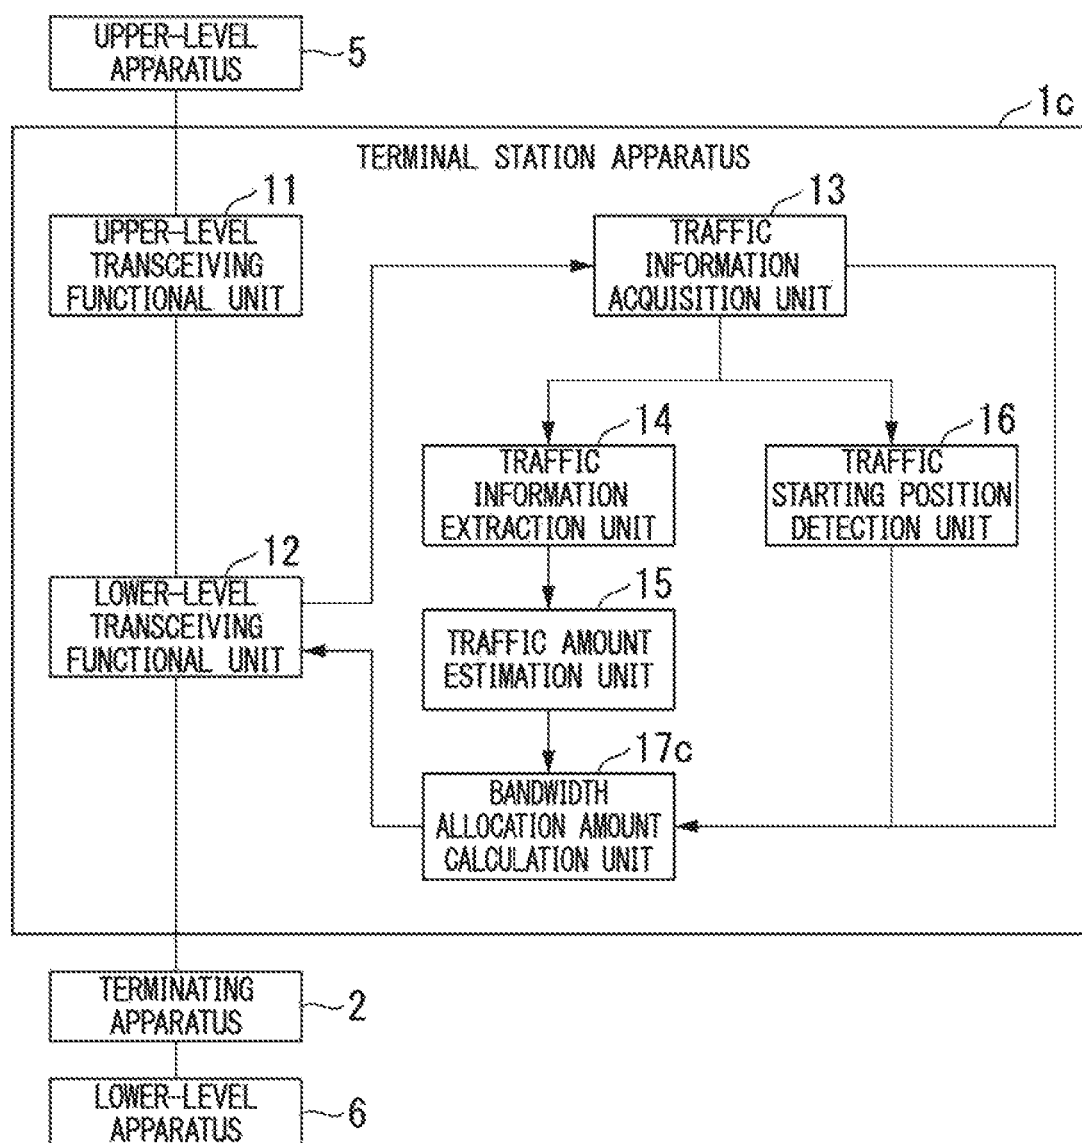 UPPER-LEVEL
APPARATUS
5
1c
TERMINAL STATION APPARATUS
11
UPPER-LEVEL
TRANSCEIVING
FUNCTIONAL UNIT
13
TRAFFIC
INFORMATION
ACQUISITION UNIT
14
TRAFFIC
INFORMATION
EXTRACTION UNIT
16
TRAFFIC
STARTING POSITION
DETECTION UNIT
12
LOWER-LEVEL
TRANSCEIVING
FUNCTIONAL UNIT
15
TRAFFIC AMOUNT
ESTIMATION UNIT
17c
BANDWIDTH
ALLOCATION AMOUNT
CALCULATION UNIT
TERMINATING
APPARATUS
2
LOWER-LEVEL
APPARATUS
6